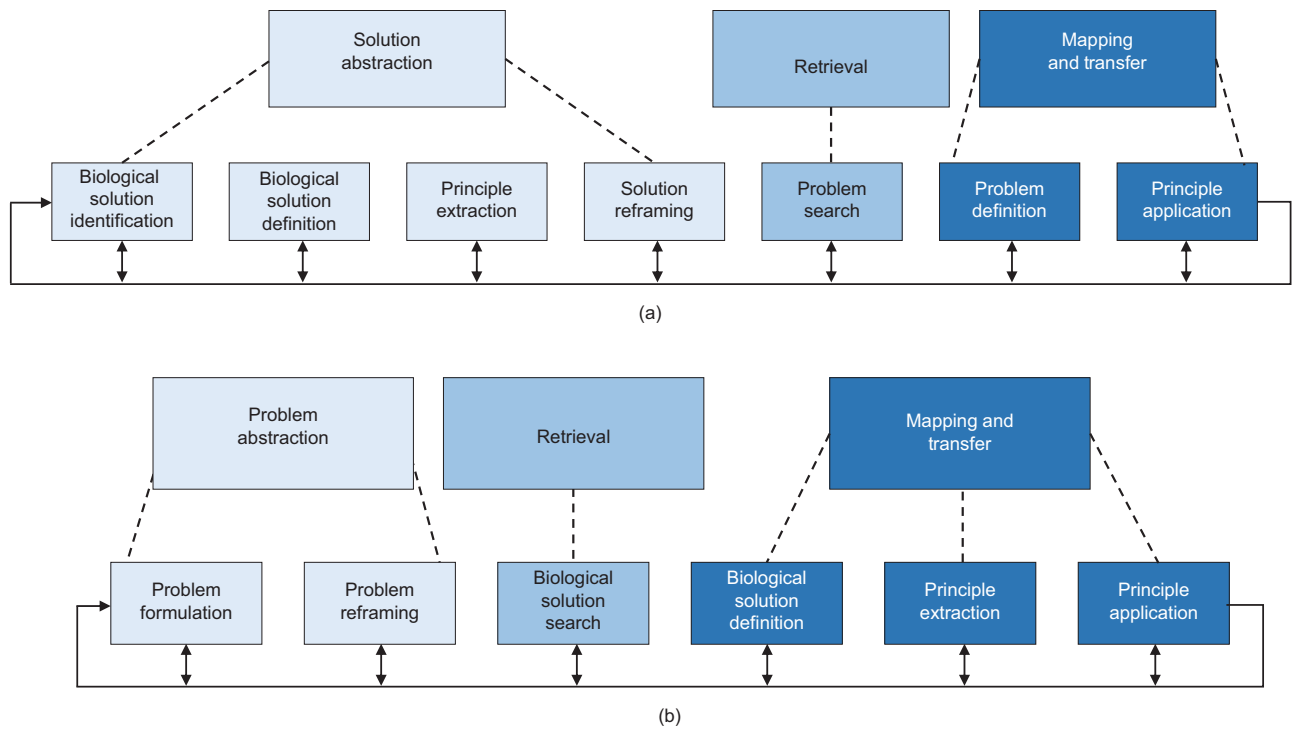 Solution
abstraction
Retrieval
Mapping
and transfer
Biological
solution
identification
Biological
solution
definition
Principle
extraction
Solution
reframing
Problem
search
Problem
definition
Principle
application
(a)
Problem
abstraction
Retrieval
Mapping and
transfer
Problem
formulation
Problem
reframing
Biological
solution
search
Biological
solution
definition
Principle
extraction
Principle
application
(b)